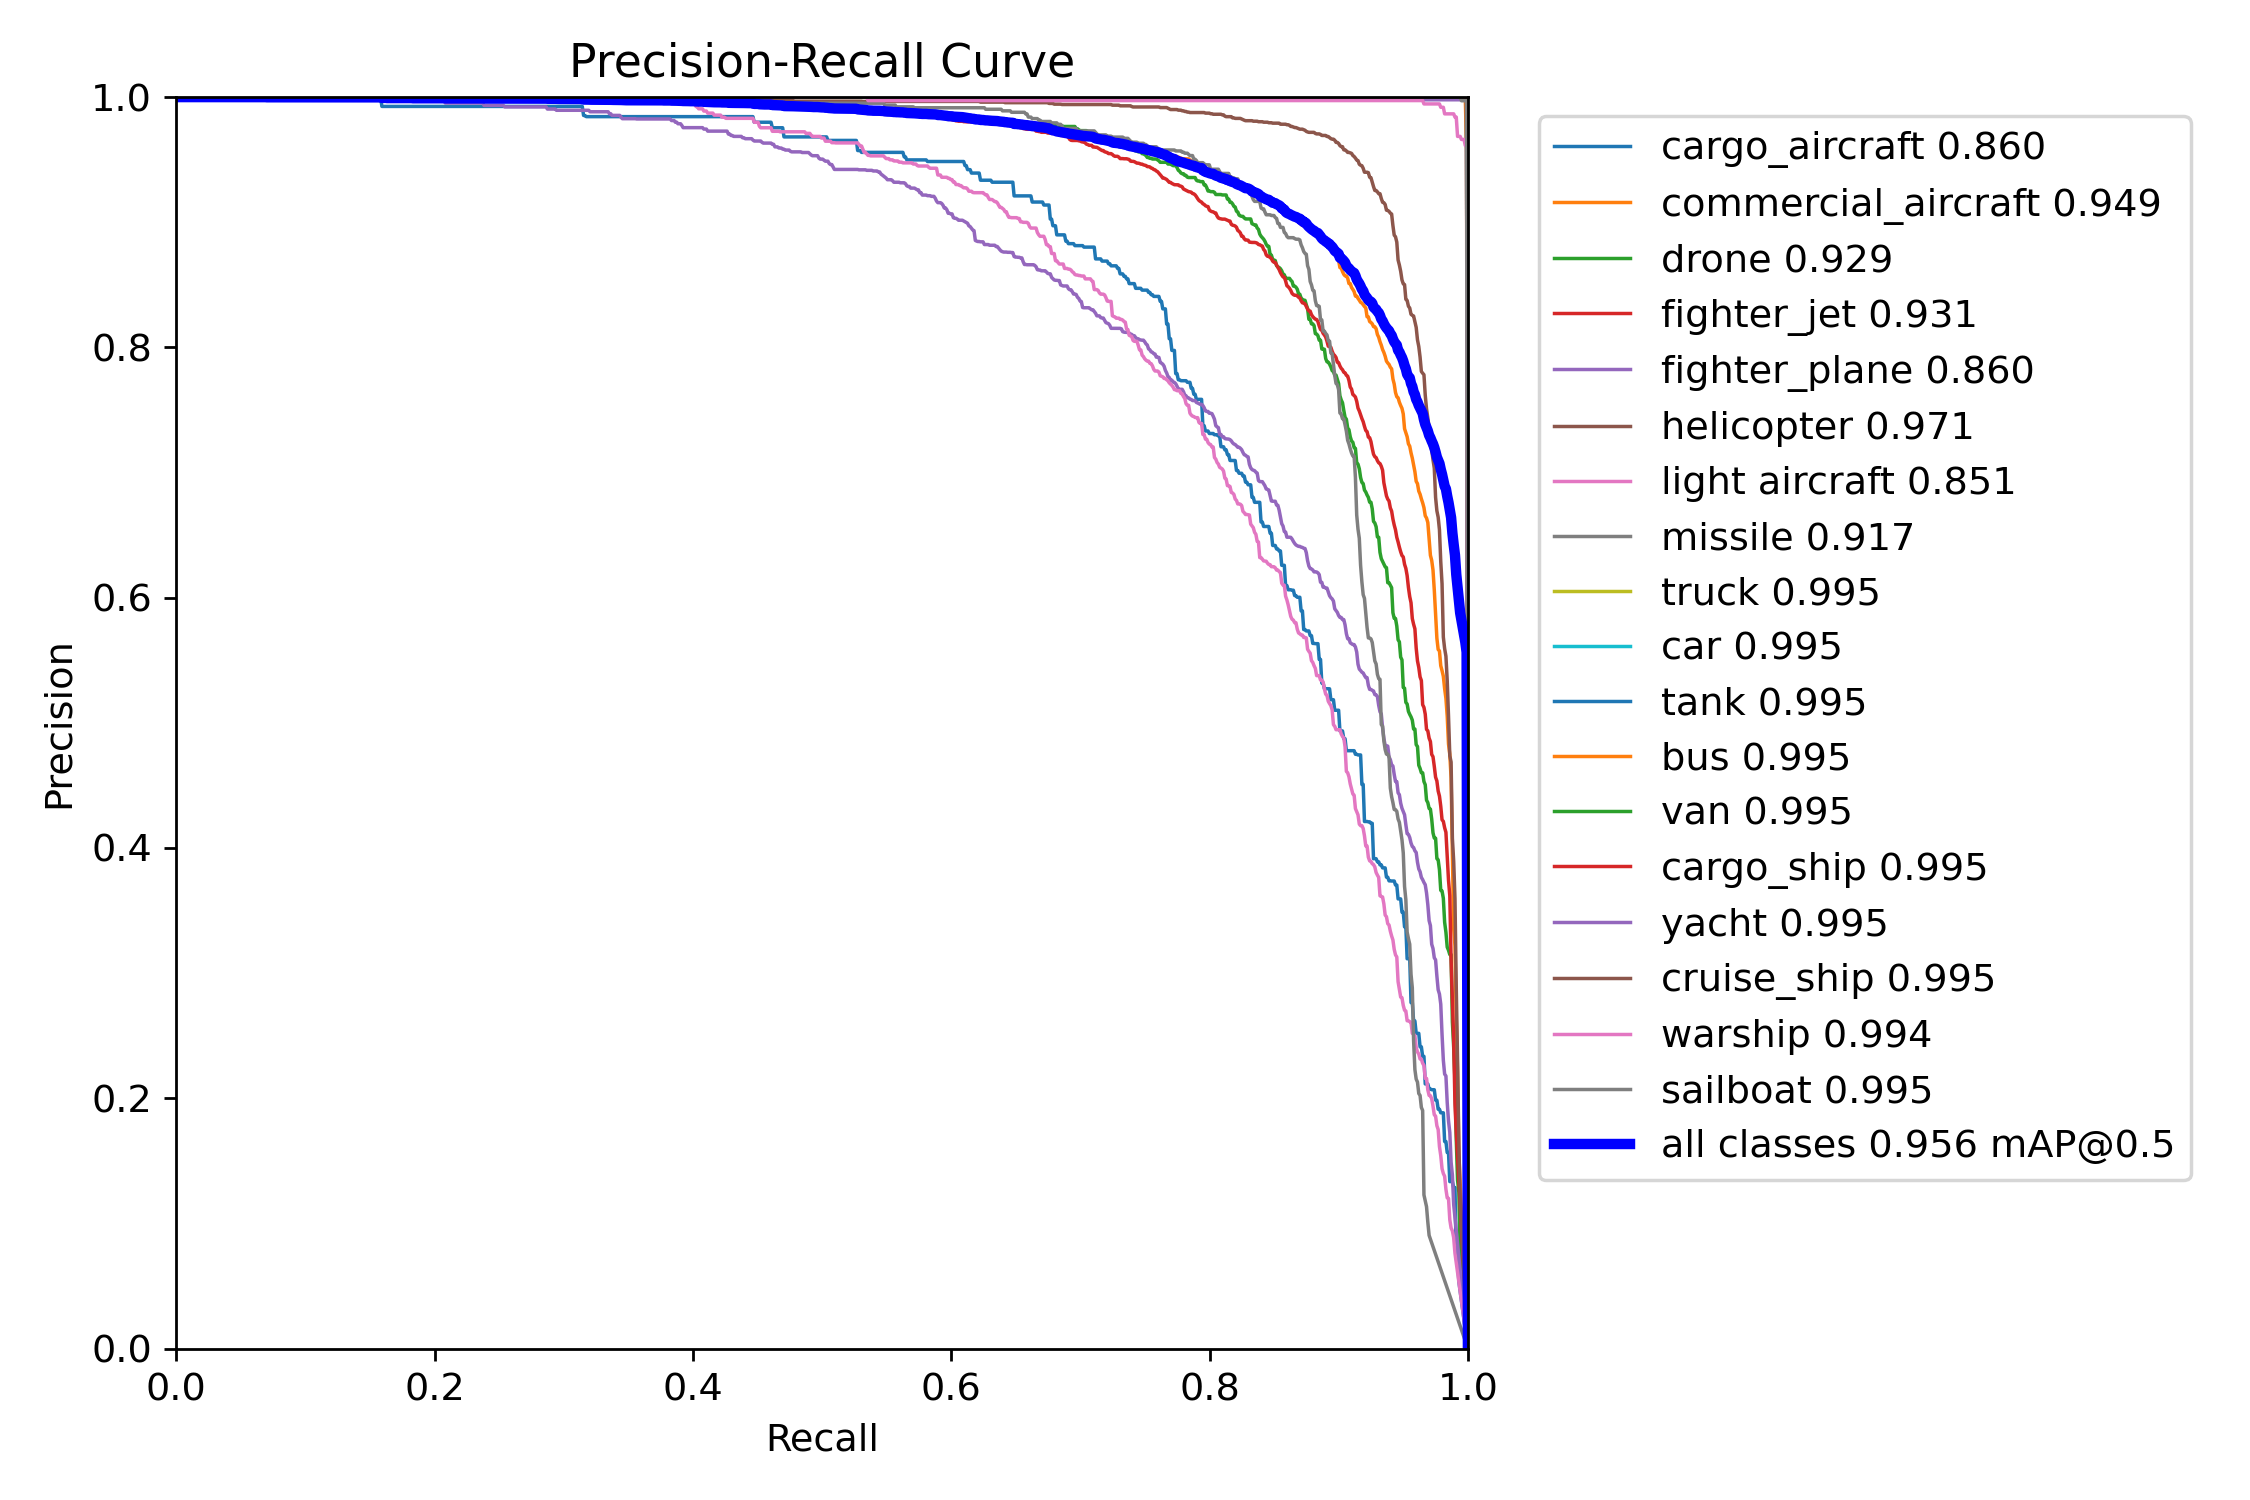 Precision-Recall Curve
1.0
0.8
0.6
0.4
0.2
0.0
Precision
0.0 0.2 0.4 0.6 0.8 1.0
Recall
cargo_aircraft 0.860
commercial_aircraft 0.949
drone 0.929
fighter_jet 0.931
fighter_plane 0.860
helicopter 0.971
light aircraft 0.851
missile 0.917
truck 0.995
car 0.995
tank 0.995
bus 0.995
van 0.995
cargo_ship 0.995
yacht 0.995
cruise_ship 0.995
warship 0.994
sailboat 0.995
all classes 0.956 mAP@0.5